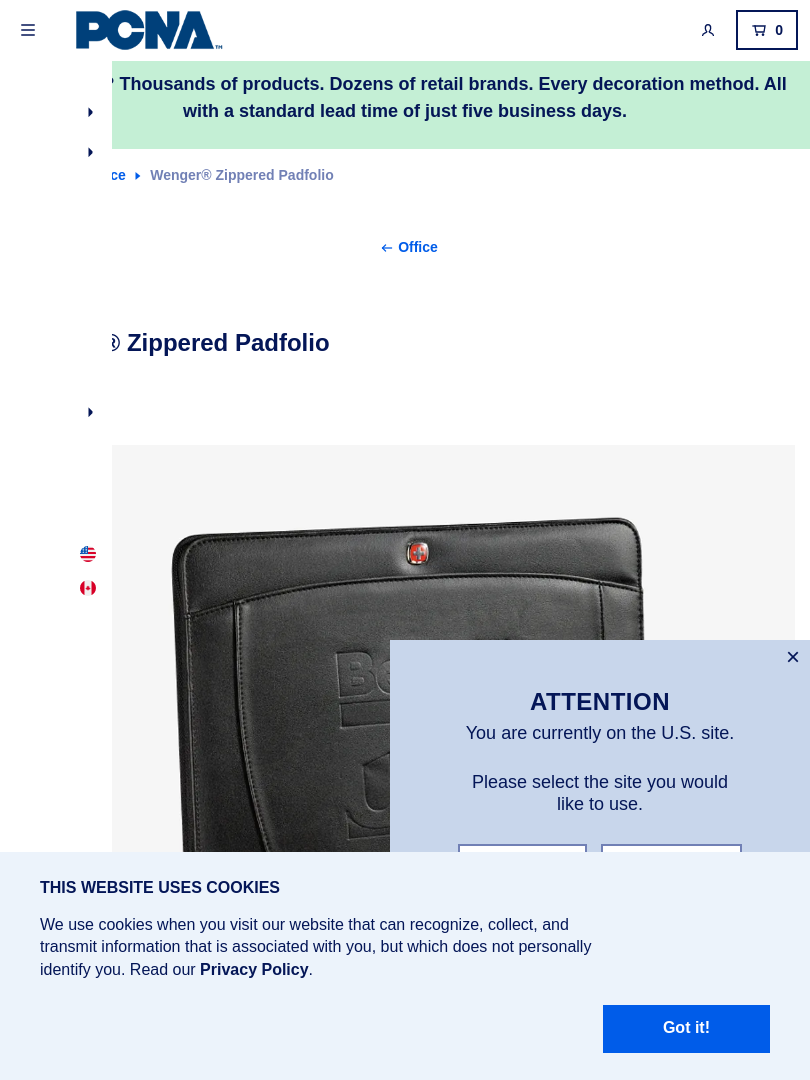 PCNA™
0
? Thousands of products. Dozens of retail brands. Every decoration method. All
with a standard lead time of just five business days.
Wenger® Zippered Padfolio
Office
® Zippered Padfolio
ATTENTION
You are currently on the U.S. site.
Please select the site you would
like to use.
THIS WEBSITE USES COOKIES
We use cookies when you visit our website that can recognize, collect, and
transmit information that is associated with you, but which does not personally
identify you. Read our Privacy Policy.
Got it!